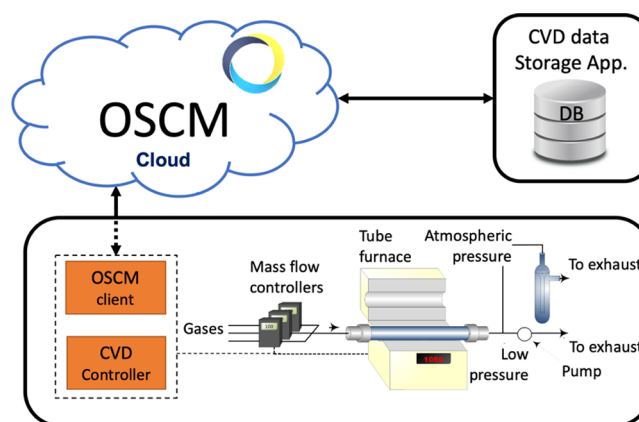 OSCM
Cloud
CVD data
Storage App.
DB
OSCM
client
CVD
Controller
Gases
Mass flow
controllers
Tube
furnace
Atmospheric
pressure
To exhaust
To exhaust
Low
pressure
Pump